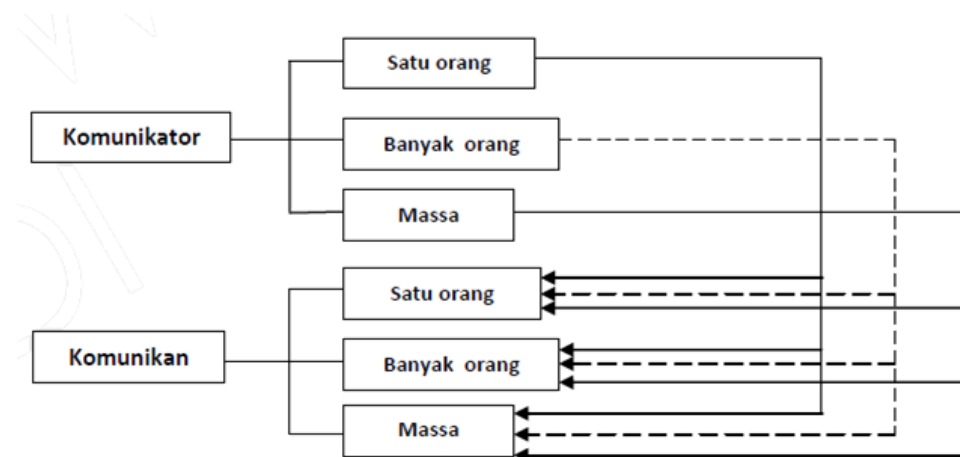 Satu orang
Komunikator
Banyak orang
Massa
Satu orang
Komunikan
Banyak orang
Massa